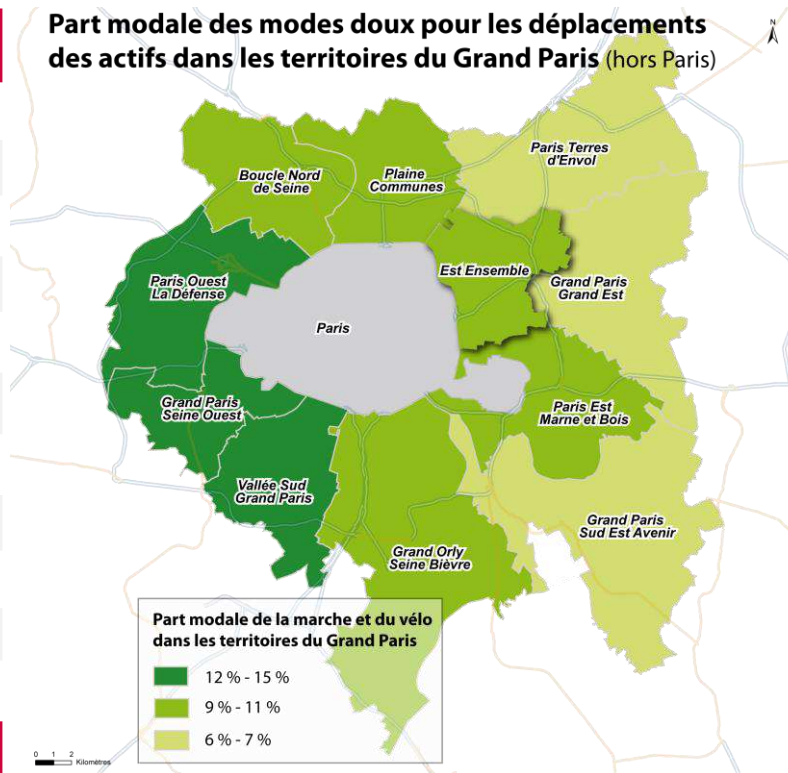 Part modale des modes doux pour les déplacements
des actifs dans les territoires du Grand Paris (hors Paris)
N
Paris Terres
d'Envol
Boucle Nord
de Seine
Plaine
Communes
Est Ensemble
Paris Ouest
La Défense
Grand Paris
Grand Est
Paris
Grand Paris
Seine Ouest
Paris Est
Marne et Bois
Vallée Sud
Grand Paris
Grand Paris
Sud Est Avenir
Grand Orly
Seine Bièvre
Part modale de la marche et du vélo
dans les territoires du Grand Paris
12 % - 15 %
9 % - 11 %
6 % - 7 %
0 1 2
Kilomètres